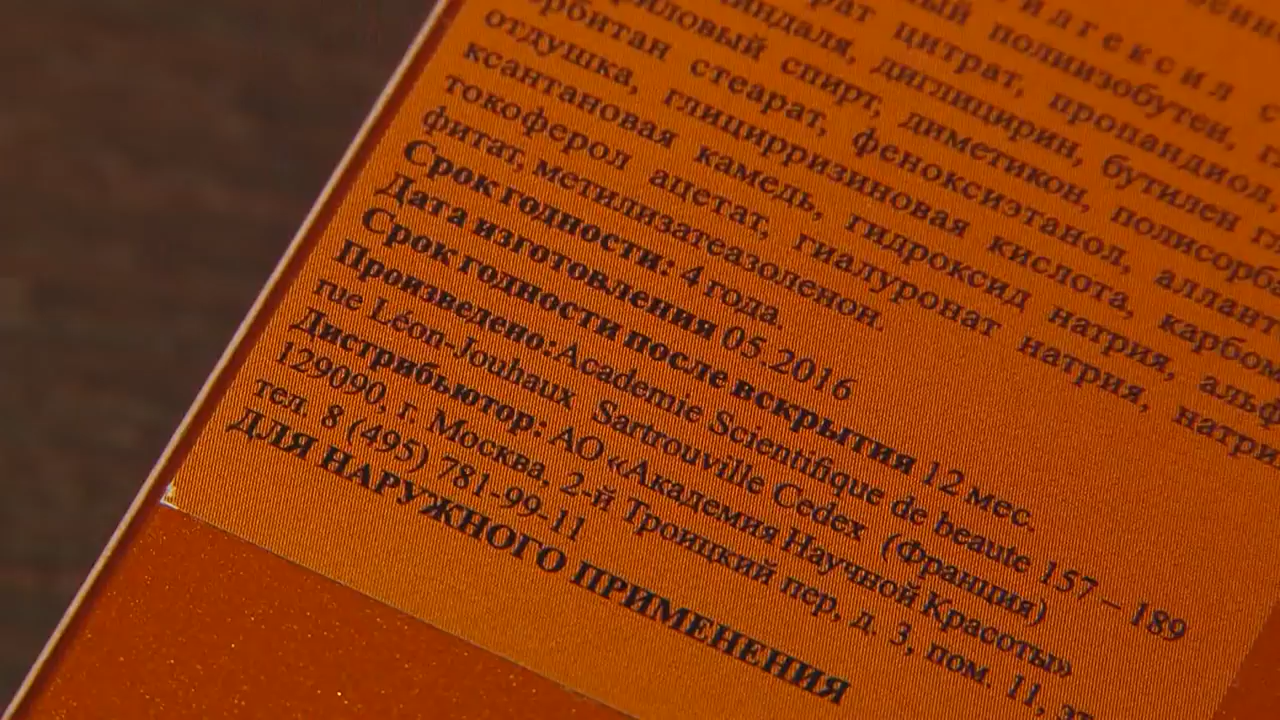 гексил
полиизобутен,
цитрат, пропандиол,
диглицирин, бутилен
спирт, диметикон, полисорба
рбитан стеарат, феноксиэтанол, аллант
отдушка, глицирризиновая кислота, карбом
ксантановая камедь, гидроксид натрия, альф
токоферол ацетат, гиалуронат натрия, натри
фитат, метилизатеазоленон.
Срок годности: 4 года.
Дата изготовления 05.2016
Срок годности после вскрытия 12 мес.
Произведено:Academie Scientifique de beaute 157 – 189
rue Léon-Jouhaux Sartrouville Cedex (Франция)
Дистрибьютор: АО «Академия Научной Красоты»
129090, г. Москва, 2-й Троицкий пер, д. 3, пом. 11, эт
тел. 8 (495) 781-99-11
ДЛЯ НАРУЖНОГО ПРИМЕНЕНИЯ